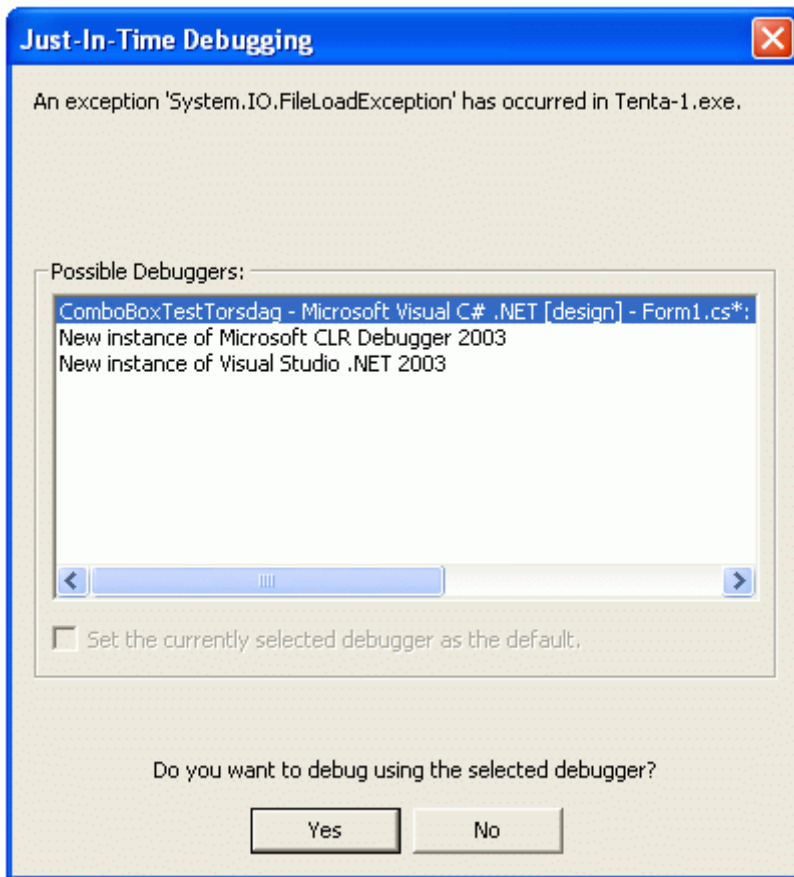 Just-In-Time Debugging
An exception 'System.IO.FileLoadException' has occurred in Tenta-1.exe.
Possible Debuggers:
ComboBoxTestTorsdag - Microsoft Visual C# .NET [design] - Form1.cs*:
New instance of Microsoft CLR Debugger 2003
New instance of Visual Studio .NET 2003
Set the currently selected debugger as the default.
Do you want to debug using the selected debugger?
Yes
No